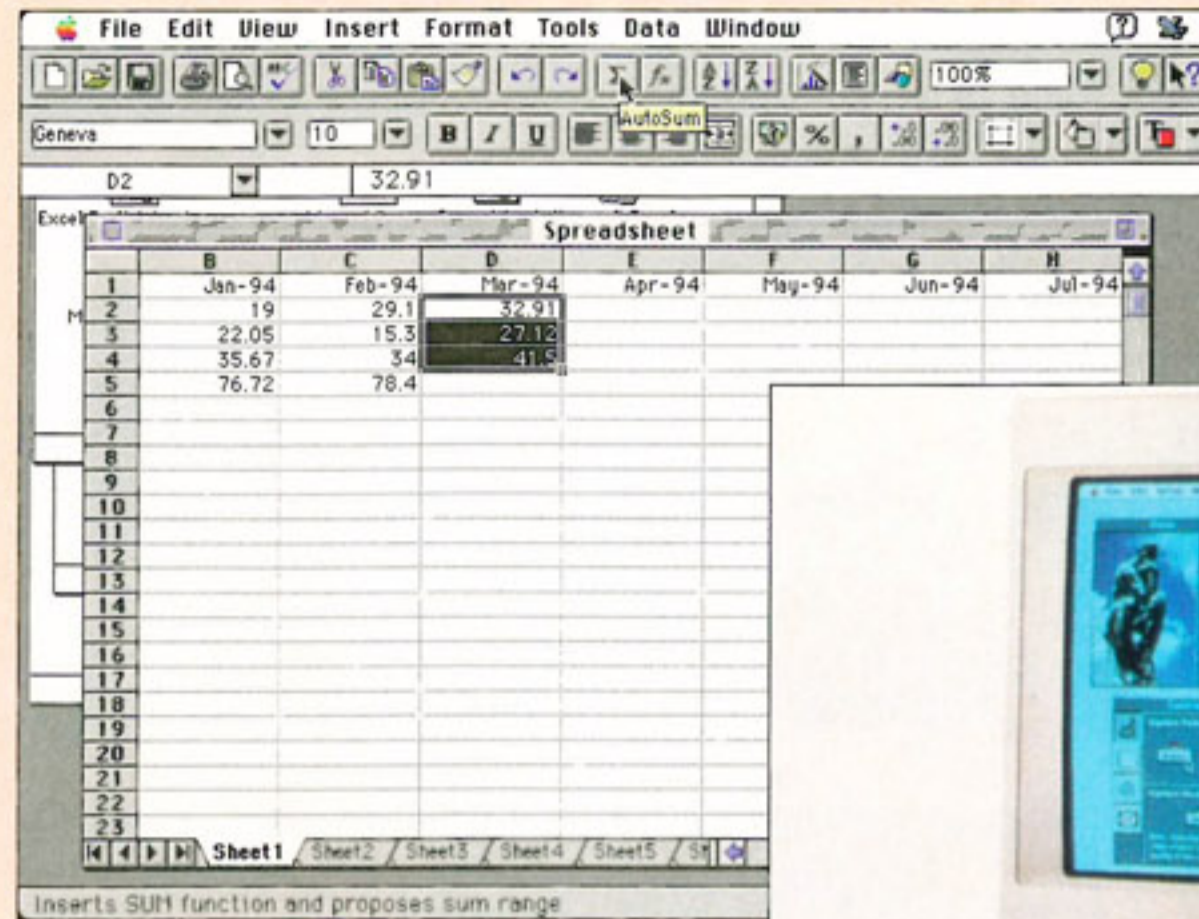 File Edit View Insert Format Tools Data Window
100%
AutoSum
Geneva 10 B I U % ,
D2 32.91
Excel
Spreadsheet
B C D E F G H
1 Jan-94 Feb-94 Mar-94 Apr-94 May-94 Jun-94 Jul-94
2 19 29.1 32.91
3 22.05 15.3 27.12
4 35.67 34 41.5
5 76.72 78.4
6
7
8
9
10
11
12
13
14
15
16
17
18
19
20
21
22
23
Sheet1 Sheet2 Sheet3 Sheet4 Sheet5
Inserts SUM function and proposes sum range